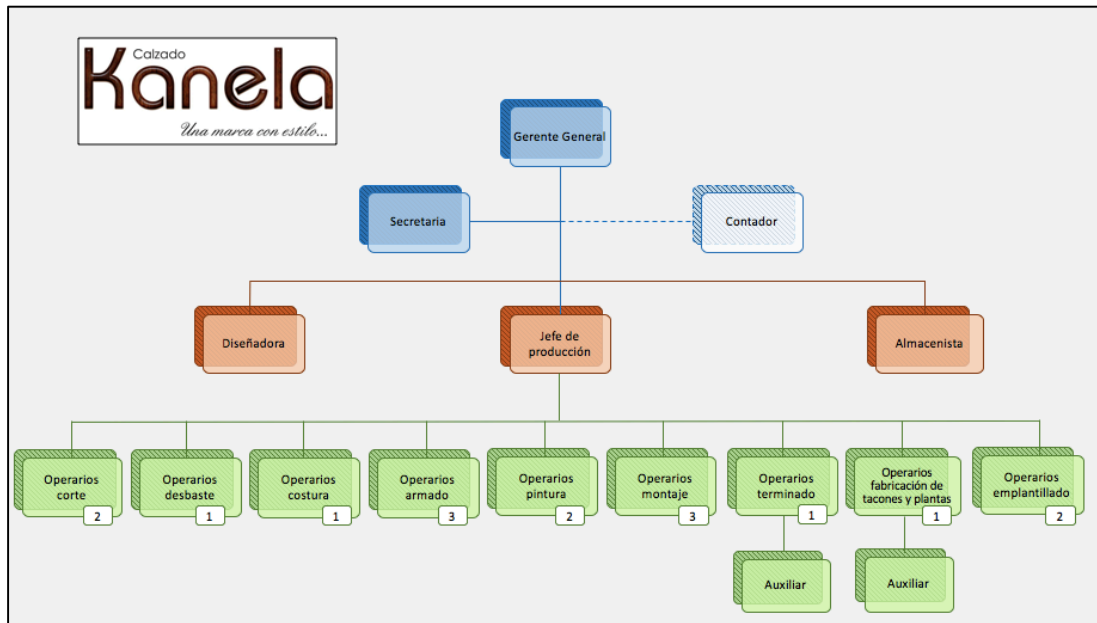 Calzado
Kanela
Una marca con estilo...
Gerente General
Secretaria
Contador
Diseñadora
Jefe de
producción
Almacenista
Operarios
corte
2
Operarios
desbaste
1
Operarios
costura
1
Operarios
armado
3
Operarios
pintura
2
Operarios
montaje
3
Operarios
terminado
1
Operarios
fabricación de
tacones y plantas
1
Operarios
emplantillado
2
Auxiliar
Auxiliar